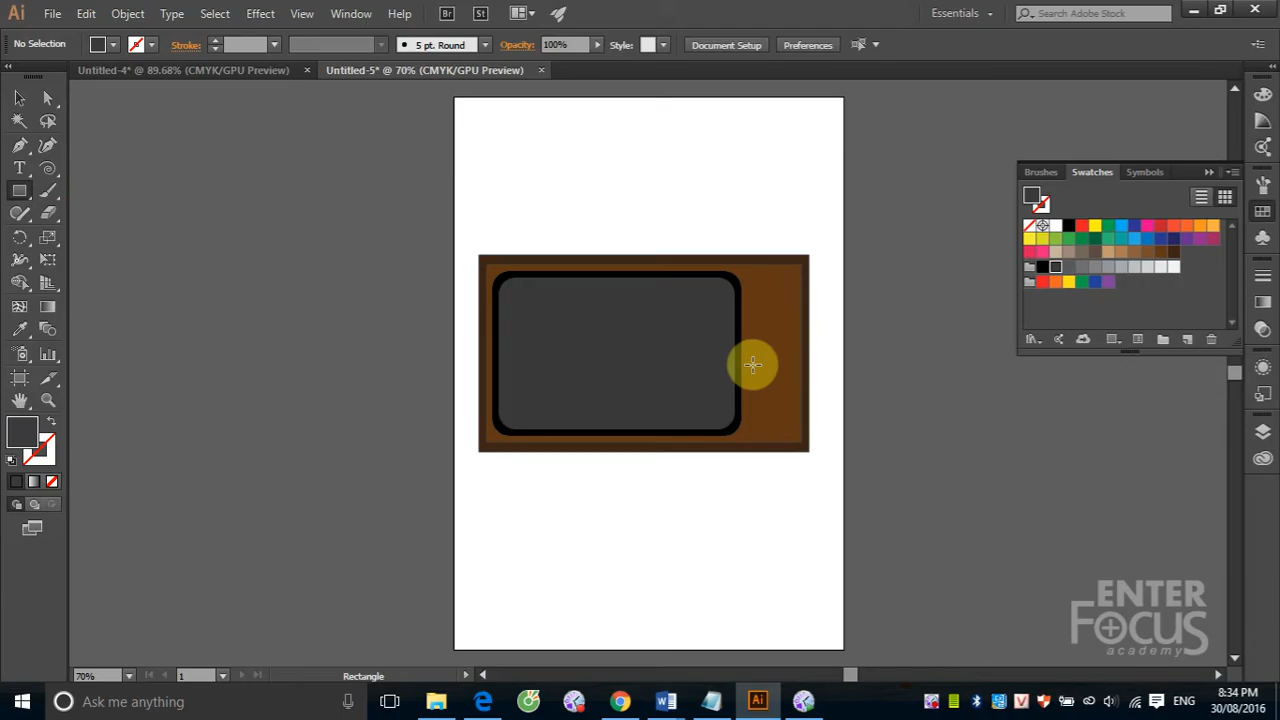 Ai File Edit Object Type Select Effect View Window Help Br St Essentials Search Adobe Stock
No Selection Stroke: 5 pt. Round Opacity: 100% Style: Document Setup Preferences
Untitled-4* @ 89.68% (CMYK/GPU Preview) × Untitled-5* @ 70% (CMYK/GPU Preview) ×
Brushes Swatches Symbols
ENTER
FOCUS
academy
70% 1 Rectangle
Ask me anything
ENG
8:34 PM
30/08/2016